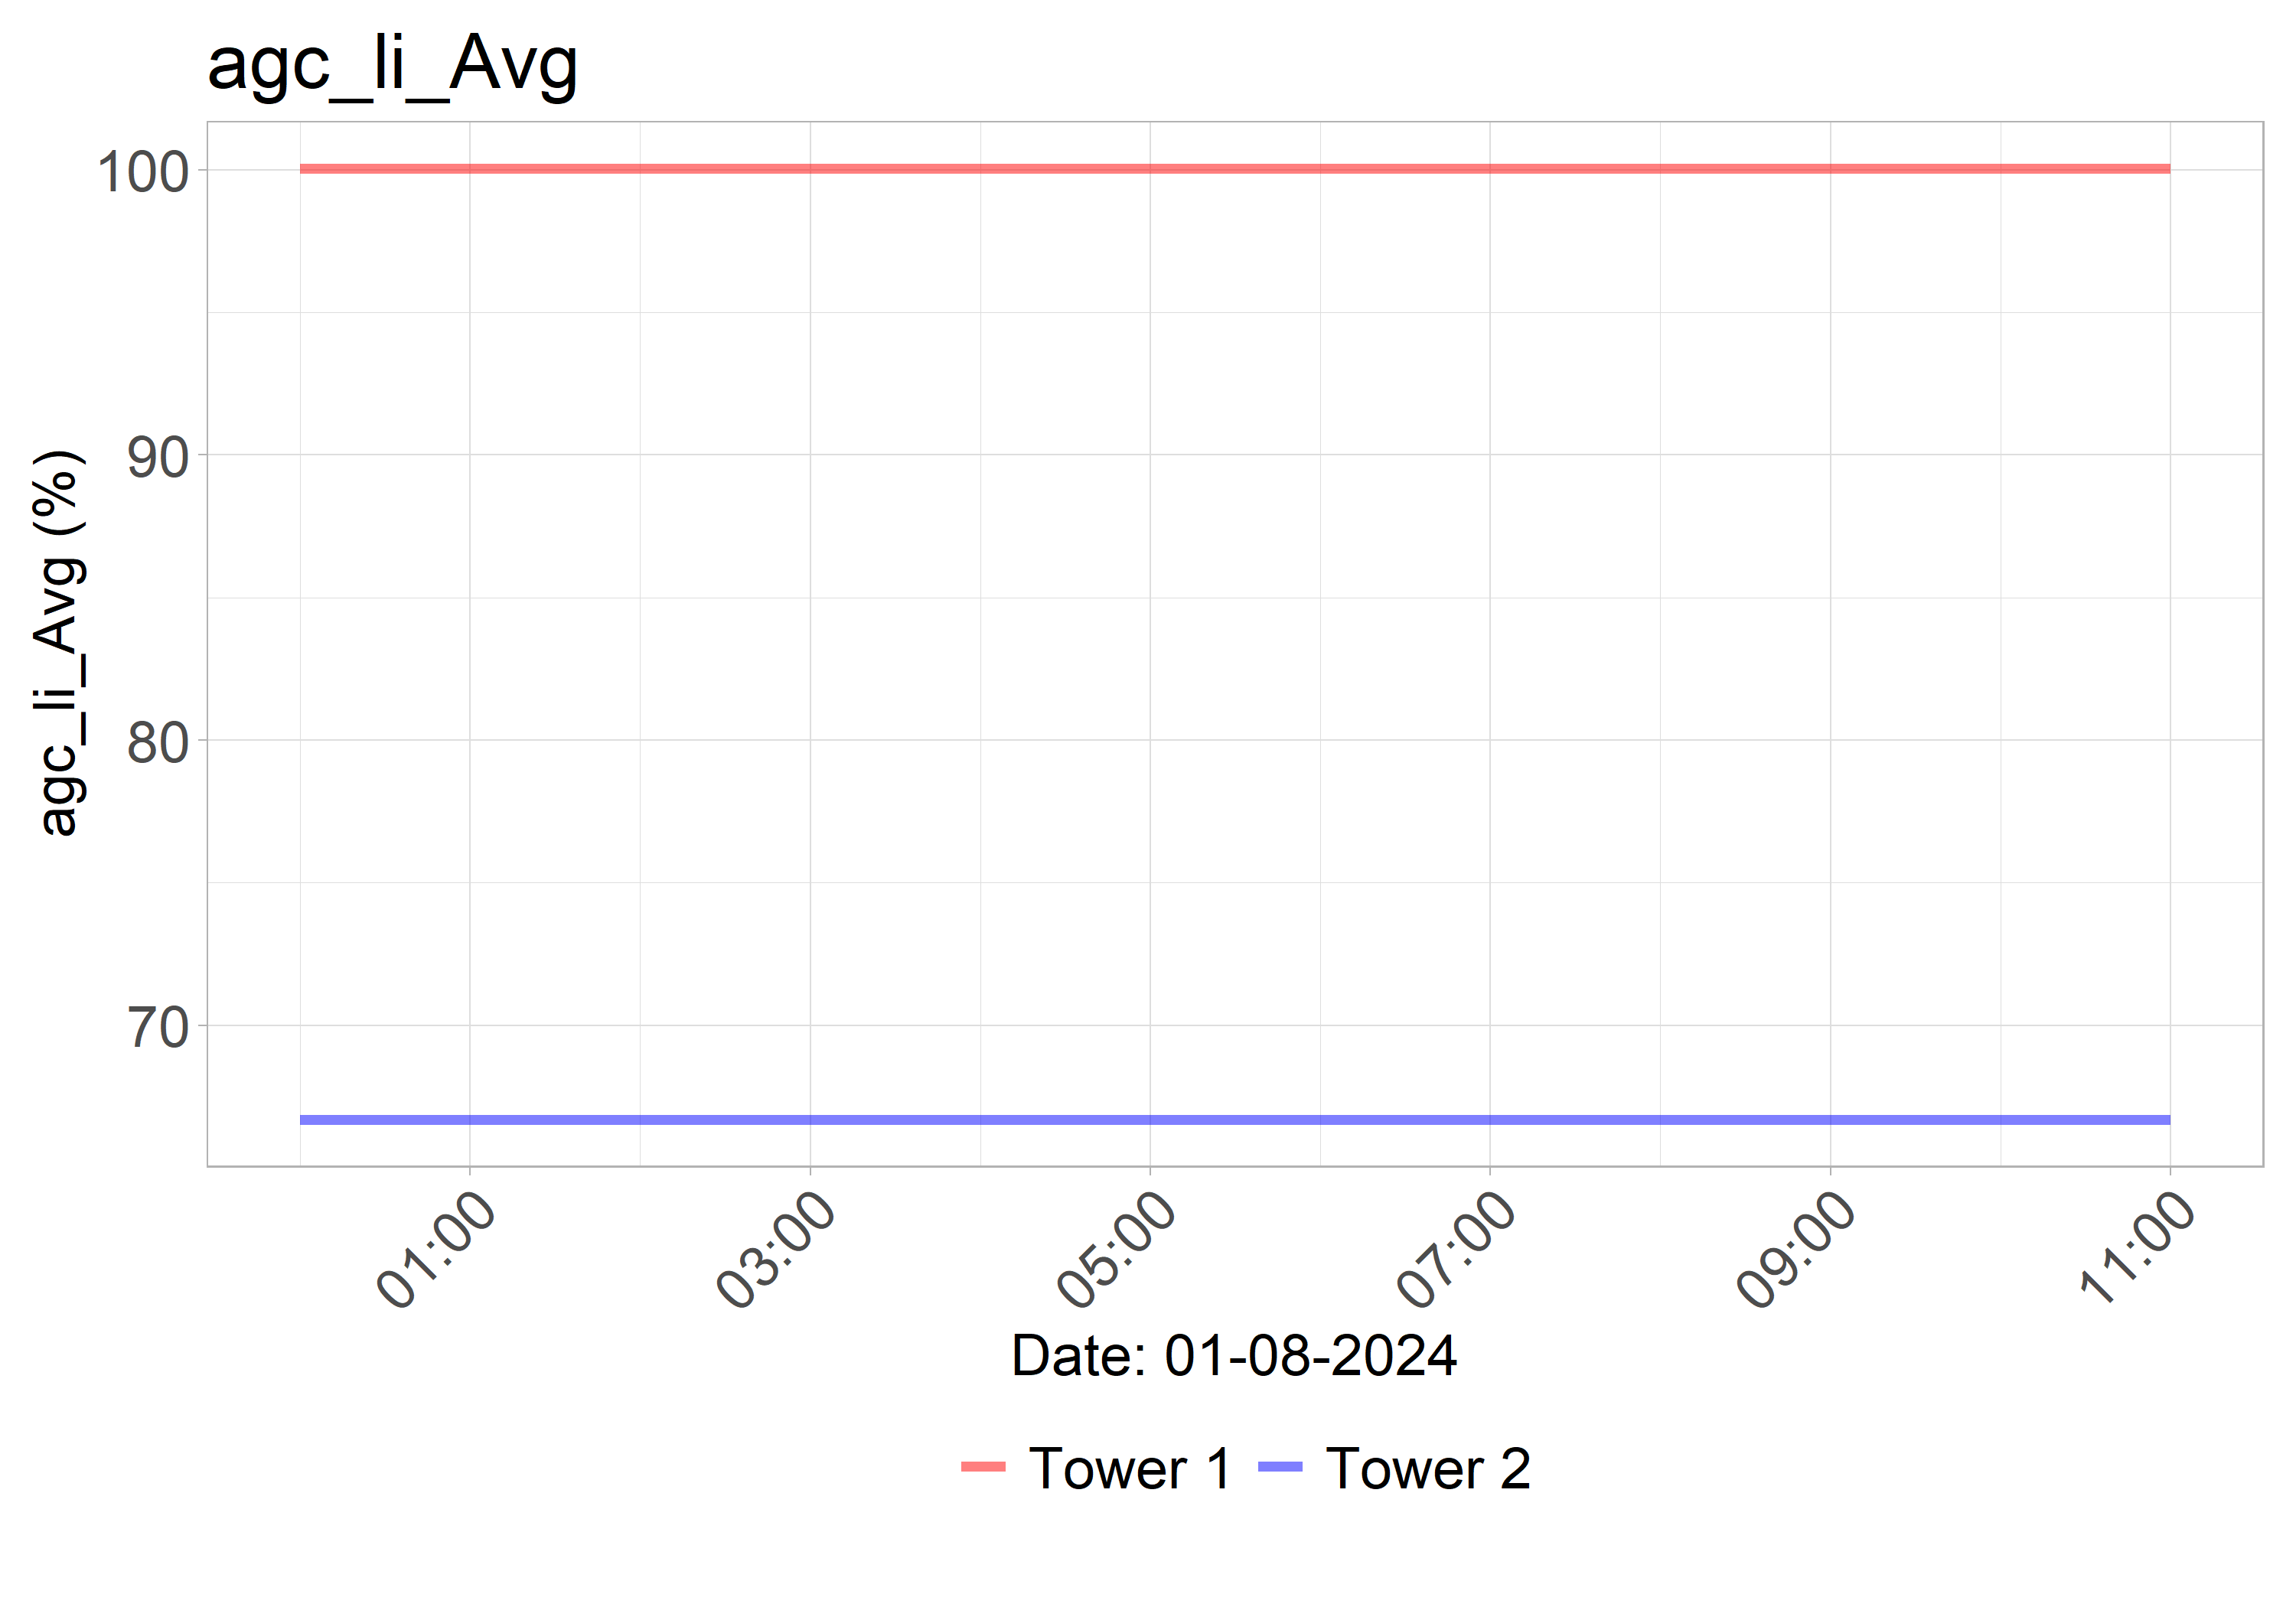 agc_li_Avg
agc_li_Avg (%)
100
90
80
70
01:00 03:00 05:00 07:00 09:00 11:00
Date: 01-08-2024
Tower 1 Tower 2